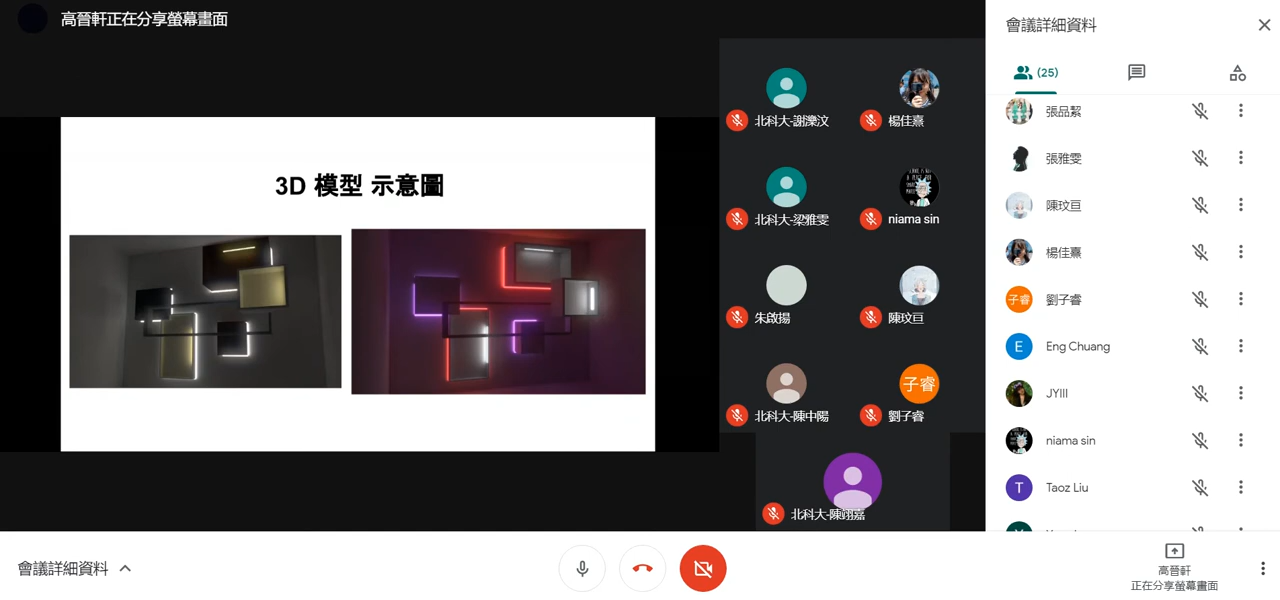 高晉軒正在分享螢幕畫面
3D 模型 示意圖
北科大-謝濼汶
楊佳熹
北科大-梁雅雯
niama sin
朱啟揚
陳玟亘
北科大-陳中陽
子睿
劉子睿
北科大-陳翊嘉
會議詳細資料
(25)
張品絜
張雅雯
陳玟亘
楊佳熹
子睿
劉子睿
E
Eng Chuang
JYIII
niama sin
T
Taoz Liu
會議詳細資料
高晉軒
正在分享螢幕畫面